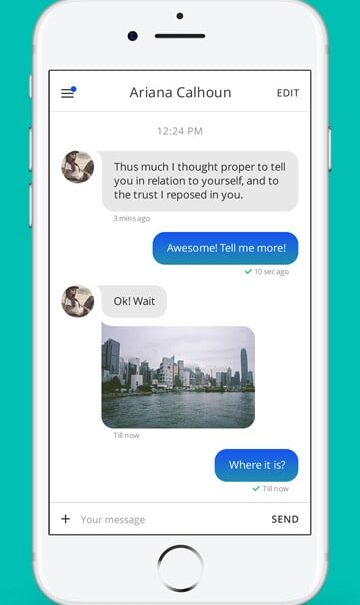 Ariana Calhoun EDIT
12:24 PM
Thus much I thought proper to tell
you in relation to yourself, and to
the trust I reposed in you.
3 mins ago
Awesome! Tell me more!
10 sec ago
Ok! Wait
Till now
Where it is?
Till now
+ Your message SEND